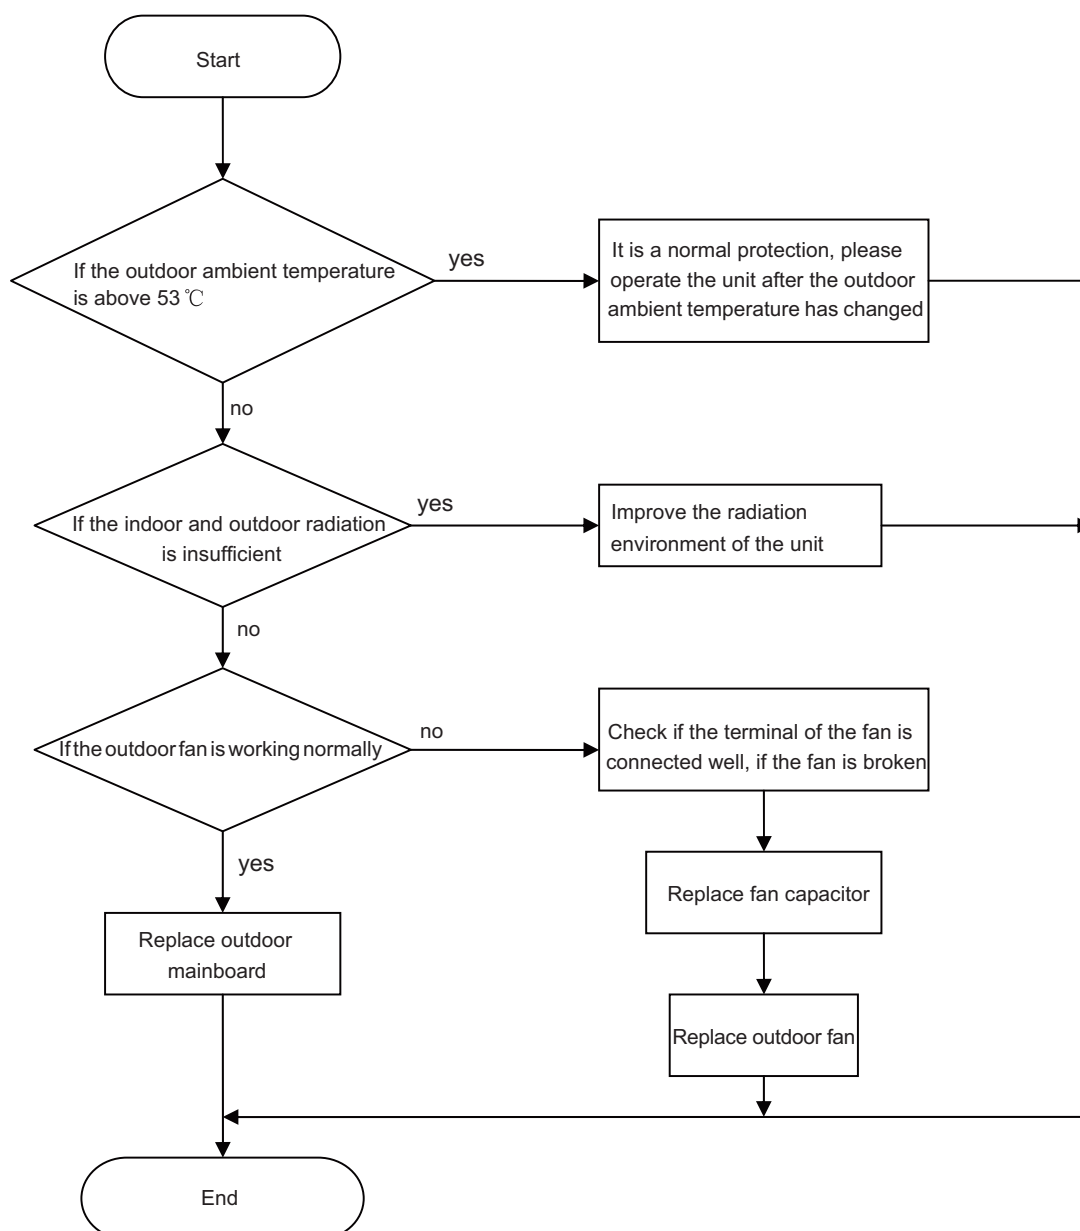 Start
If the outdoor ambient temperature
is above 53 ℃
yes
It is a normal protection, please
operate the unit after the outdoor
ambient temperature has changed
no
If the indoor and outdoor radiation
is insufficient
yes
Improve the radiation
environment of the unit
no
If the outdoor fan is working normally
no
Check if the terminal of the fan is
connected well, if the fan is broken
yes
Replace fan capacitor
Replace outdoor
mainboard
Replace outdoor fan
End